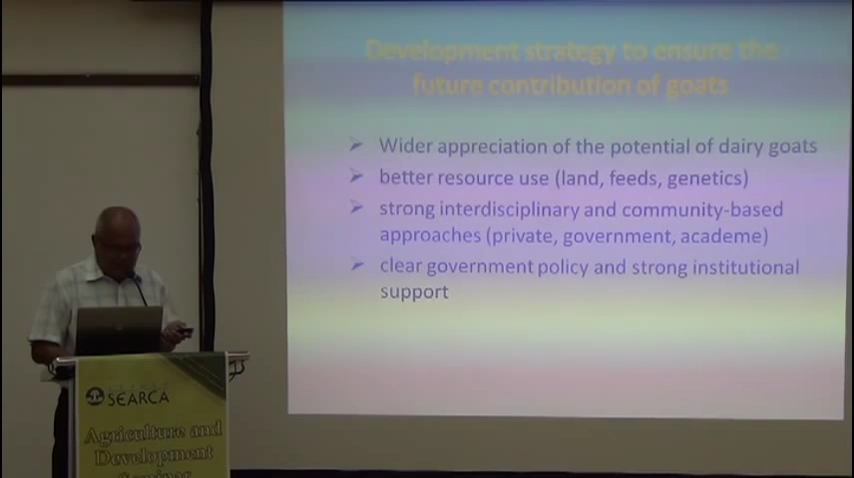 Development strategy to ensure the
future contribution of goats
Wider appreciation of the potential of dairy goats
better resource use (land, feeds, genetics)
strong interdisciplinary and community-based
approaches (private, government, academe)
clear government policy and strong institutional
support
SEARCA
Agriculture and
Development
Seminar